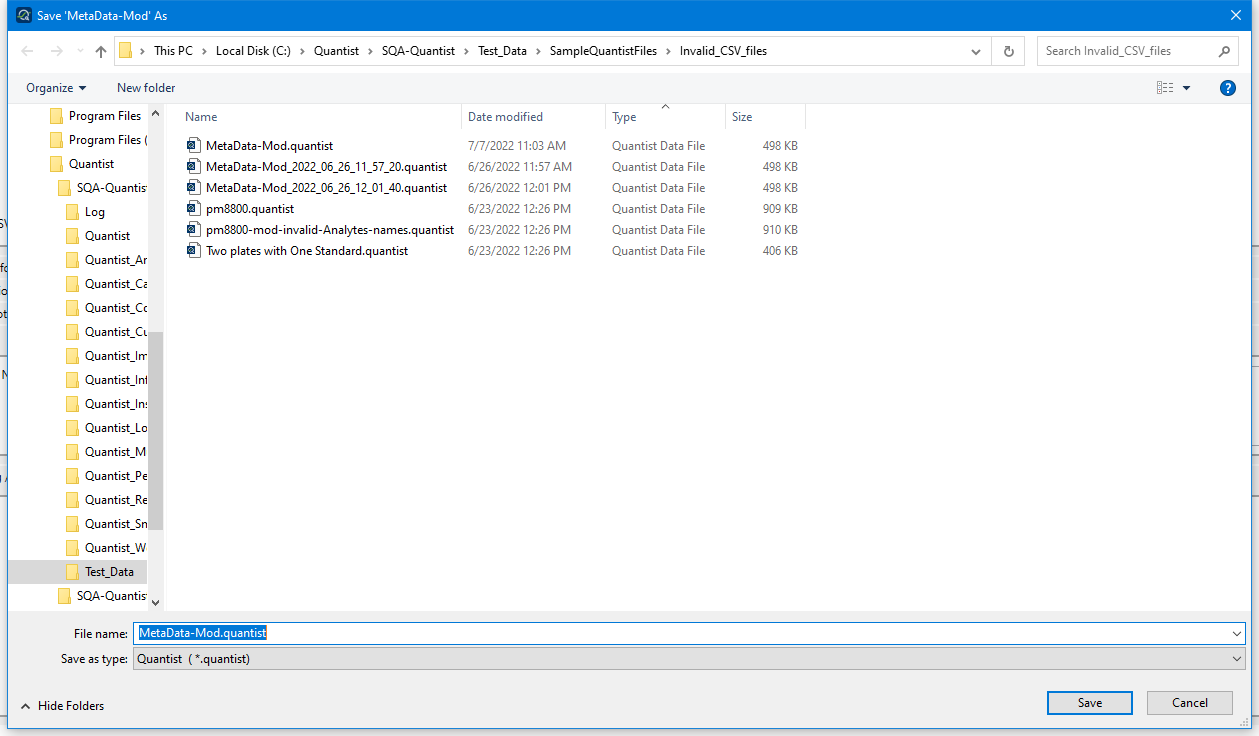 Save 'MetaData-Mod' As
This PC > Local Disk (C:) > Quantist > SQA-Quantist > Test_Data > SampleQuantistFiles > Invalid_CSV_files
Search Invalid_CSV_files
Organize New folder
Program Files
Program Files (
Quantist
SQA-Quantis
Log
Quantist
Quantist_Ar
Quantist_Ca
Quantist_Co
Quantist_Cu
Quantist_Im
Quantist_Inf
Quantist_Ins
Quantist_Lo
Quantist_M
Quantist_Pe
Quantist_Re
Quantist_Sn
Quantist_W
Test_Data
SQA-Quantis
Name Date modified Type Size
MetaData-Mod.quantist 7/7/2022 11:03 AM Quantist Data File 498 KB
MetaData-Mod_2022_06_26_11_57_20.quantist 6/26/2022 11:57 AM Quantist Data File 498 KB
MetaData-Mod_2022_06_26_12_01_40.quantist 6/26/2022 12:01 PM Quantist Data File 498 KB
pm8800.quantist 6/23/2022 12:26 PM Quantist Data File 909 KB
pm8800-mod-invalid-Analytes-names.quantist 6/23/2022 12:26 PM Quantist Data File 910 KB
Two plates with One Standard.quantist 6/23/2022 12:26 PM Quantist Data File 406 KB
File name: MetaData-Mod.quantist
Save as type: Quantist ( *.quantist)
Hide Folders
Save
Cancel